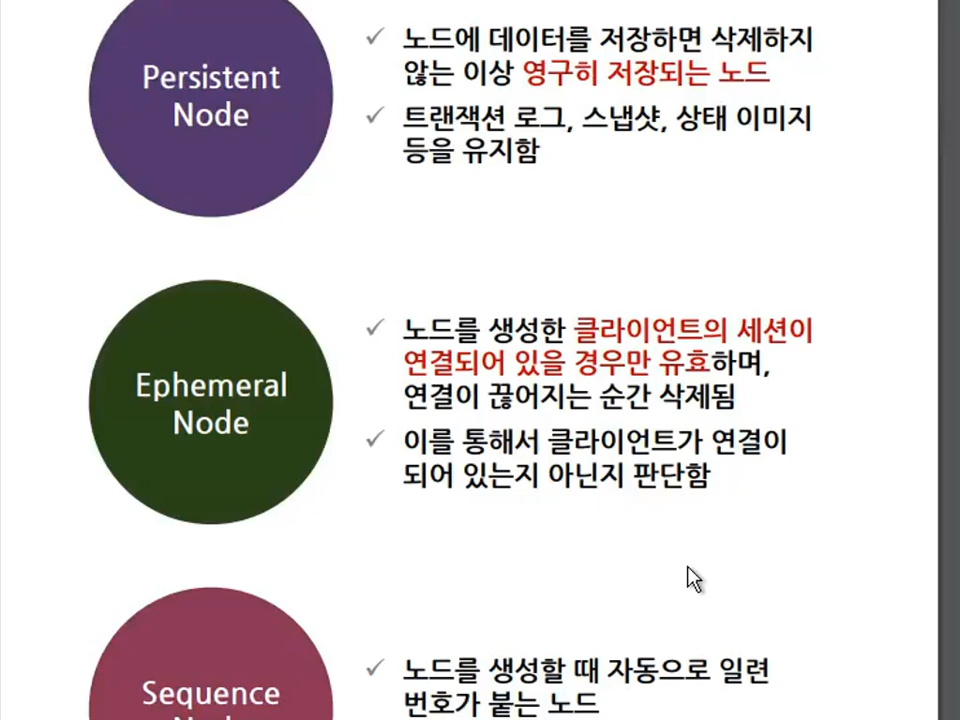 Persistent
Node
노드에 데이터를 저장하면 삭제하지
않는 이상 영구히 저장되는 노드
트랜잭션 로그, 스냅샷, 상태 이미지
등을 유지함
Ephemeral
Node
노드를 생성한 클라이언트의 세션이
연결되어 있을 경우만 유효하며,
연결이 끊어지는 순간 삭제됨
이를 통해서 클라이언트가 연결이
되어 있는지 아닌지 판단함
Sequence
노드를 생성할 때 자동으로 일련
번호가 붙는 노드